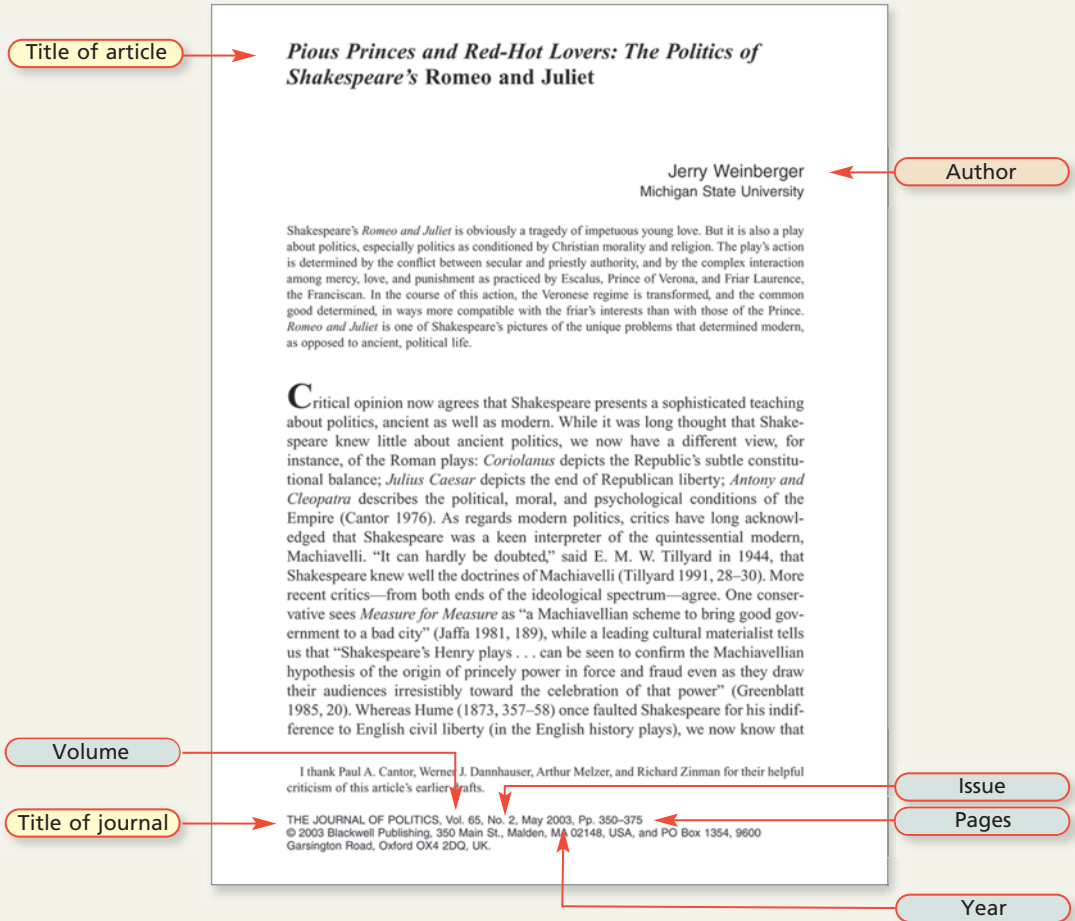 Title of article
Pious Princes and Red-Hot Lovers: The Politics of
Shakespeare's Romeo and Juliet
Jerry Weinberger
Michigan State University
Author
Shakespeare's Romeo and Juliet is obviously a tragedy of impetuous young love. But it is also a play
about politics, especially politics as conditioned by Christian morality and religion. The play's action
is determined by the conflict between secular and priestly authority, and by the complex interaction
among mercy, love, and punishment as practiced by Escalus, Prince of Verona, and Friar Laurence,
the Franciscan. In the course of this action, the Veronese regime is transformed, and the common
good determined, in ways more compatible with the friar's interests than with those of the Prince.
Romeo and Juliet is one of Shakespeare's pictures of the unique problems that determined modern,
as opposed to ancient, political life.
Critical opinion now agrees that Shakespeare presents a sophisticated teaching
about politics, ancient as well as modern. While it was long thought that Shake-
speare knew little about ancient politics, we now have a different view, for
instance, of the Roman plays: Coriolanus depicts the Republic's subtle constitu-
tional balance; Julius Caesar depicts the end of Republican liberty; Antony and
Cleopatra describes the political, moral, and psychological conditions of the
Empire (Cantor 1976). As regards modern politics, critics have long acknowl-
edged that Shakespeare was a keen interpreter of the quintessential modern,
Machiavelli. "It can hardly be doubted," said E. M. W. Tillyard in 1944, that
Shakespeare knew well the doctrines of Machiavelli (Tillyard 1991, 28–30). More
recent critics—from both ends of the ideological spectrum—agree. One conser-
vative sees Measure for Measure as "a Machiavellian scheme to bring good gov-
ernment to a bad city" (Jaffa 1981, 189), while a leading cultural materialist tells
us that "Shakespeare's Henry plays . . . can be seen to confirm the Machiavellian
hypothesis of the origin of princely power in force and fraud even as they draw
their audiences irresistibly toward the celebration of that power" (Greenblatt
1985, 20). Whereas Hume (1873, 357–58) once faulted Shakespeare for his indif-
ference to English civil liberty (in the English history plays), we now know that
Volume
I thank Paul A. Cantor, Werner J. Dannhauser, Arthur Melzer, and Richard Zinman for their helpful
criticism of this article's earlier drafts.
Issue
Title of journal
THE JOURNAL OF POLITICS, Vol. 65, No. 2, May 2003, Pp. 350–375
Pages
© 2003 Blackwell Publishing, 350 Main St., Malden, MA 02148, USA, and PO Box 1354, 9600
Garsington Road, Oxford OX4 2DQ, UK.
Year